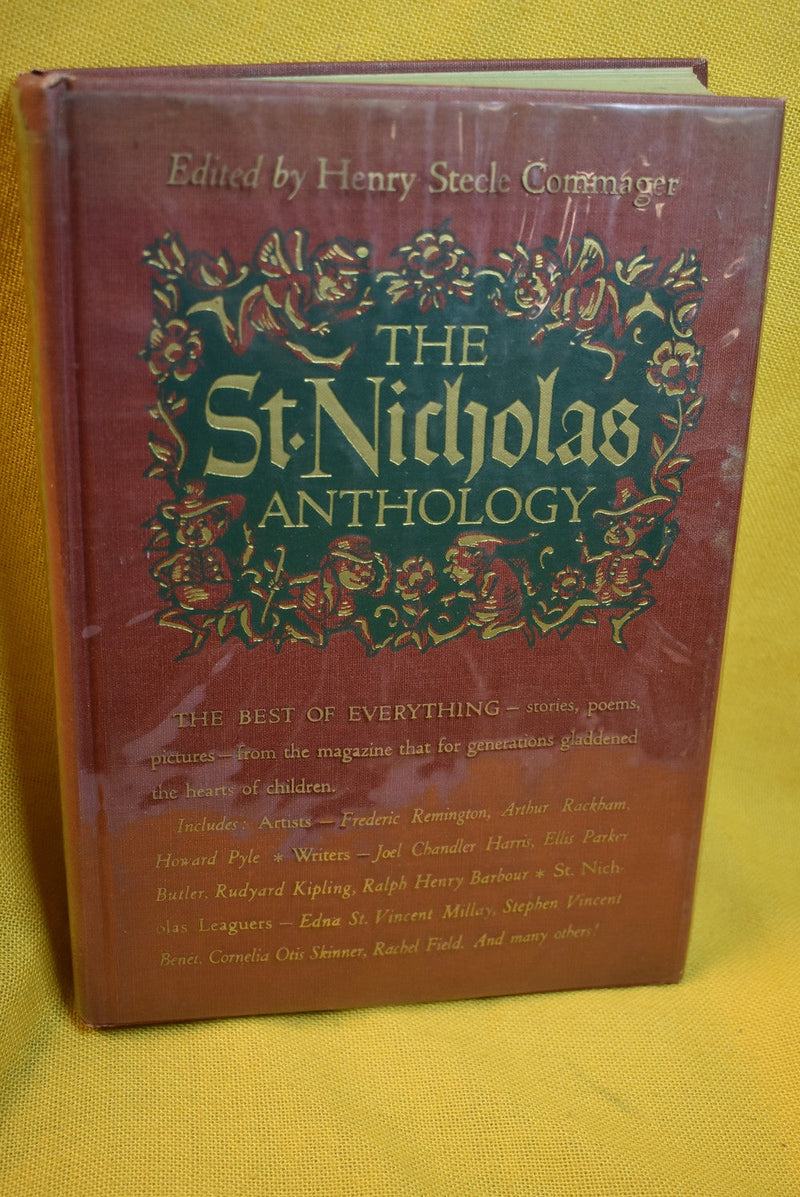 Edited by Henry Steele Commager
THE
St. Nicholas
ANTHOLOGY
THE BEST OF EVERYTHING — stories, poems,
pictures — from the magazine that for generations gladdened
the hearts of children.
Includes: Artists — Frederic Remington, Arthur Rackham,
Howard Pyle * Writers — Joel Chandler Harris, Ellis Parker
Butler, Rudyard Kipling, Ralph Henry Barbour * St. Nich-
olas Leaguers — Edna St. Vincent Millay, Stephen Vincent
Benet, Cornelia Otis Skinner, Rachel Field. And many others!